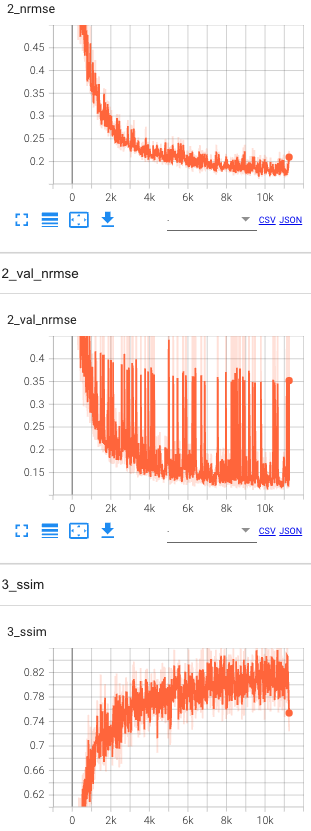 2_nrmse
0.45
0.4
0.35
0.3
0.25
0.2
0 2k 4k 6k 8k 10k
- CSV JSON
2_val_nrmse
2_val_nrmse
0.4
0.35
0.3
0.25
0.2
0.15
0 2k 4k 6k 8k 10k
- CSV JSON
3_ssim
3_ssim
0.82
0.78
0.74
0.7
0.66
0.62
0 2k 4k 6k 8k 10k